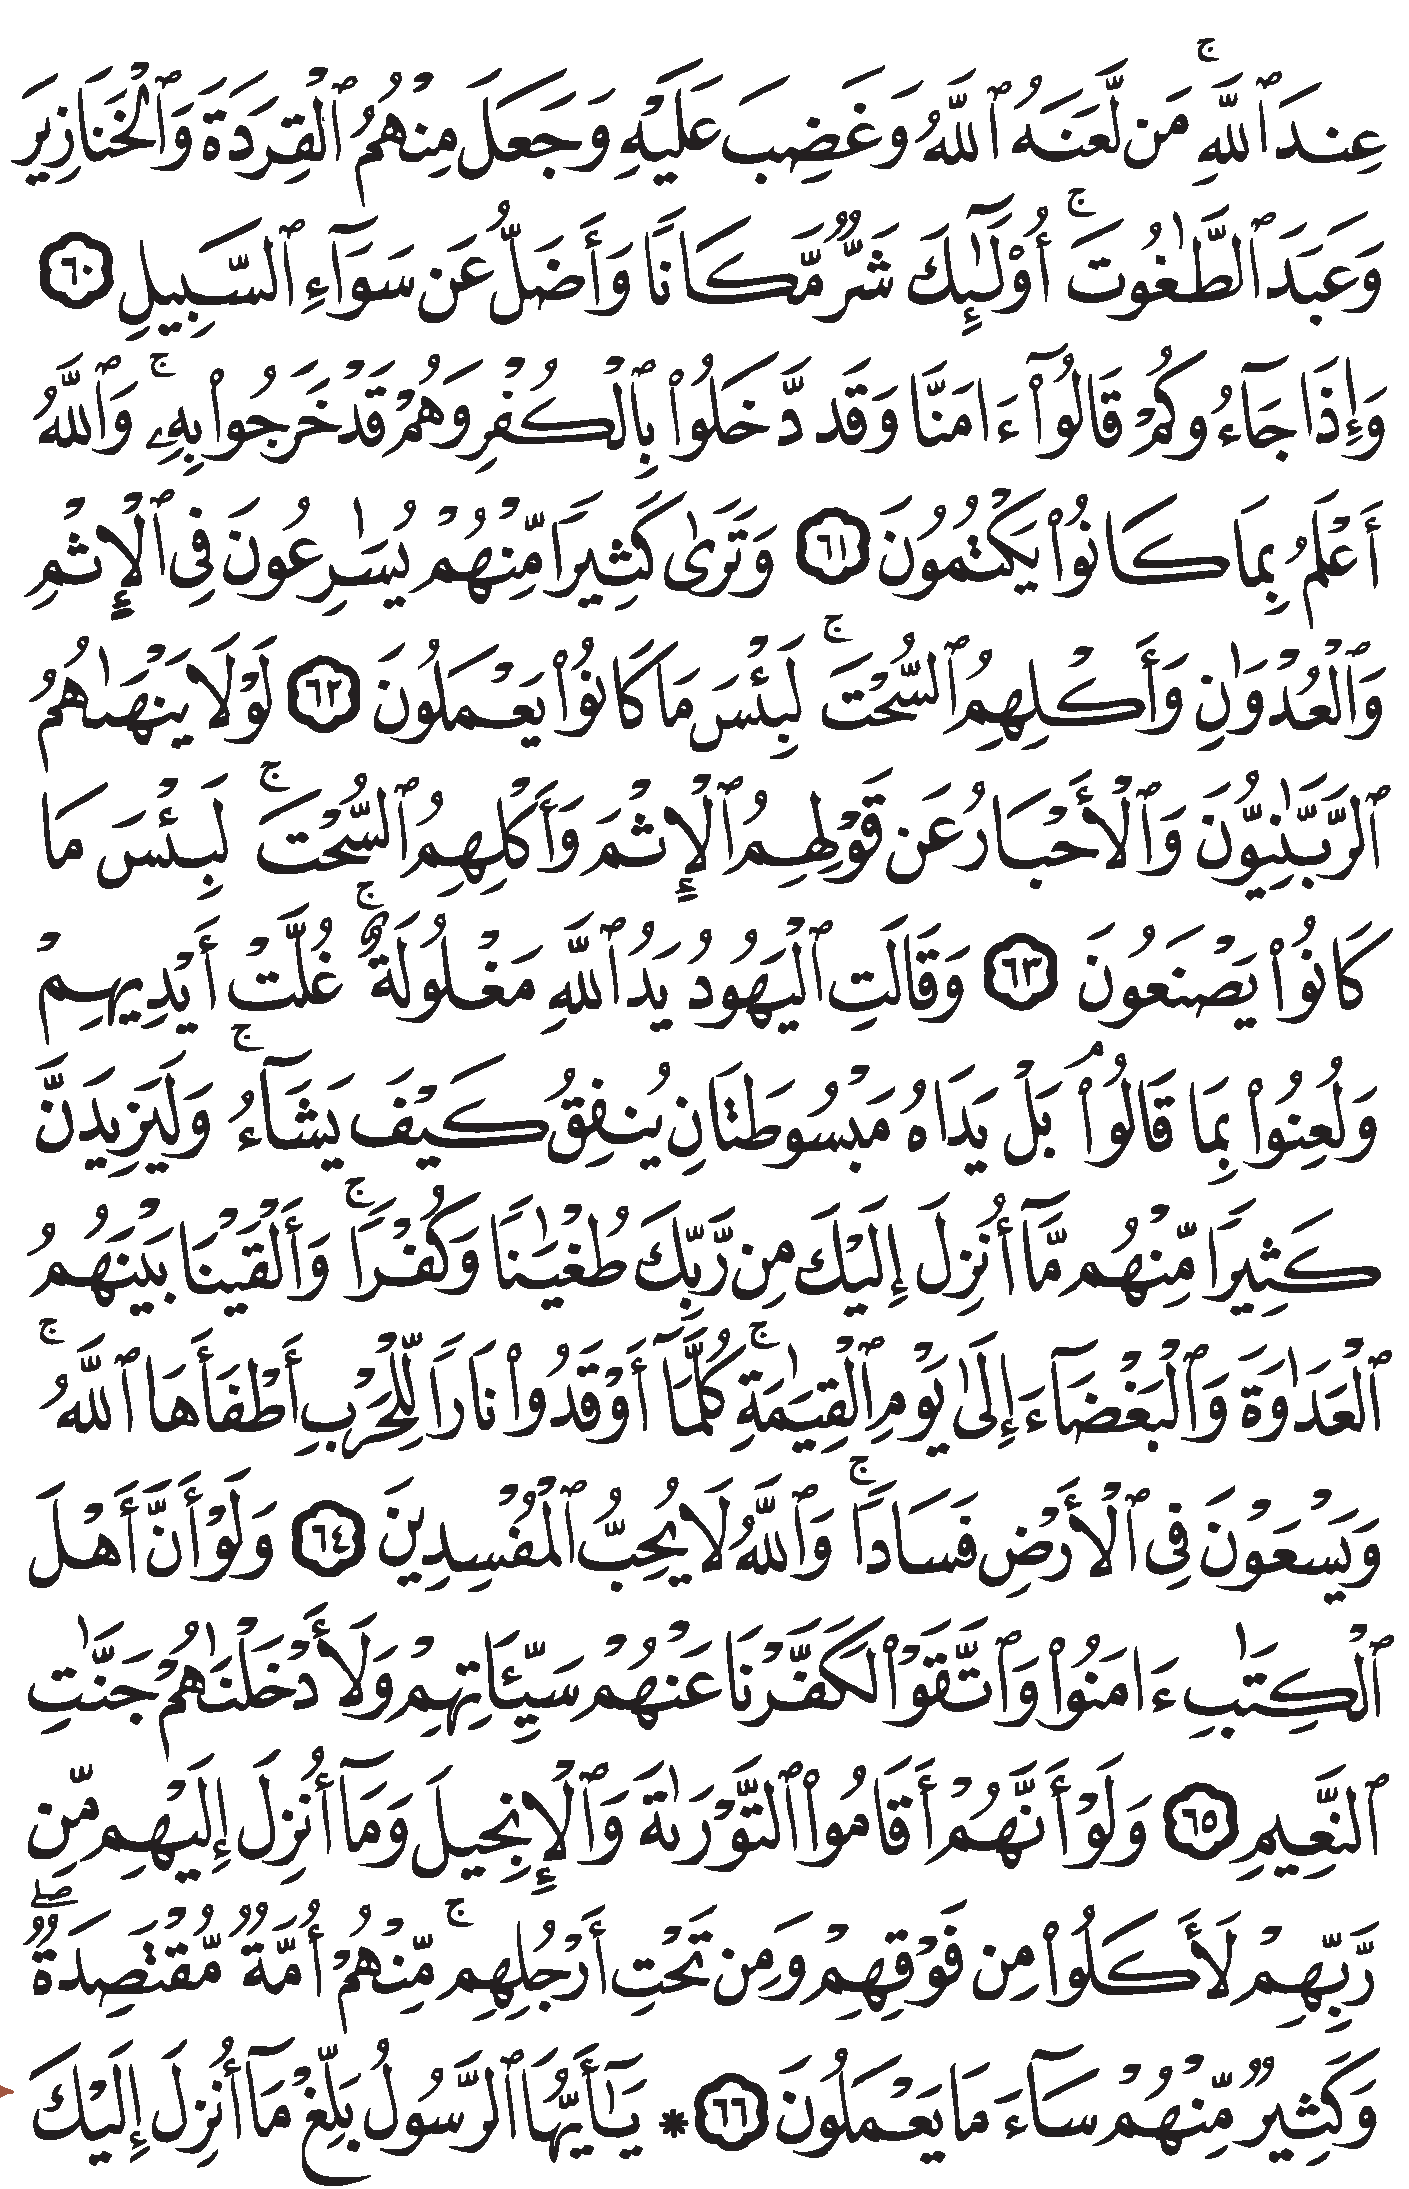 عِندَ ٱللَّهِۚ مَن لَّعَنَهُ ٱللَّهُ وَغَضِبَ عَلَيْهِ وَجَعَلَ مِنْهُمُ ٱلْقِرَدَةَ وَٱلْخَنَازِيرَ
وَعَبَدَ ٱلطَّٰغُوتَۚ أُوْلَٰٓئِكَ شَرٌّ مَّكَانًا وَأَضَلُّ عَن سَوَآءِ ٱلسَّبِيلِ ٦٠
وَإِذَا جَآءُوكُمْ قَالُوٓاْ ءَامَنَّا وَقَد دَّخَلُواْ بِٱلْكُفْرِ وَهُمْ قَدْ خَرَجُواْ بِهِۦۚ وَٱللَّهُ
أَعْلَمُ بِمَا كَانُواْ يَكْتُمُونَ ٦١ وَتَرَىٰ كَثِيرًا مِّنْهُمْ يُسَٰرِعُونَ فِى ٱلْإِثْمِ
وَٱلْعُدْوَٰنِ وَأَكْلِهِمُ ٱلسُّحْتَۚ لَبِئْسَ مَا كَانُواْ يَعْمَلُونَ ٦٢ لَوْلَا يَنْهَىٰهُمُ
ٱلرَّبَّٰنِيُّونَ وَٱلْأَحْبَارُ عَن قَوْلِهِمُ ٱلْإِثْمَ وَأَكْلِهِمُ ٱلسُّحْتَۚ لَبِئْسَ مَا
كَانُواْ يَصْنَعُونَ ٦٣ وَقَالَتِ ٱلْيَهُودُ يَدُ ٱللَّهِ مَغْلُولَةٌۚ غُلَّتْ أَيْدِيهِمْ
وَلُعِنُواْ بِمَا قَالُواْۘ بَلْ يَدَاهُ مَبْسُوطَتَانِ يُنفِقُ كَيْفَ يَشَآءُۚ وَلَيَزِيدَنَّ
كَثِيرًا مِّنْهُم مَّآ أُنزِلَ إِلَيْكَ مِن رَّبِّكَ طُغْيَٰنًا وَكُفْرًاۚ وَأَلْقَيْنَا بَيْنَهُمُ
ٱلْعَدَٰوَةَ وَٱلْبَغْضَآءَ إِلَىٰ يَوْمِ ٱلْقِيَٰمَةِۚ كُلَّمَآ أَوْقَدُواْ نَارًا لِّلْحَرْبِ أَطْفَأَهَا ٱللَّهُۚ
وَيَسْعَوْنَ فِى ٱلْأَرْضِ فَسَادًاۚ وَٱللَّهُ لَا يُحِبُّ ٱلْمُفْسِدِينَ ٦٤ وَلَوْ أَنَّ أَهْلَ
ٱلْكِتَٰبِ ءَامَنُواْ وَٱتَّقَوْاْ لَكَفَّرْنَا عَنْهُمْ سَيِّئَاتِهِمْ وَلَأَدْخَلْنَٰهُمْ جَنَّٰتِ
ٱلنَّعِيمِ ٦٥ وَلَوْ أَنَّهُمْ أَقَامُواْ ٱلتَّوْرَىٰةَ وَٱلْإِنجِيلَ وَمَآ أُنزِلَ إِلَيْهِم مِّن
رَّبِّهِمْ لَأَكَلُواْ مِن فَوْقِهِمْ وَمِن تَحْتِ أَرْجُلِهِمۚ مِّنْهُمْ أُمَّةٌ مُّقْتَصِدَةٌۖ
وَكَثِيرٌ مِّنْهُمْ سَآءَ مَا يَعْمَلُونَ ٦٦ * يَٰٓأَيُّهَا ٱلرَّسُولُ بَلِّغْ مَآ أُنزِلَ إِلَيْكَ